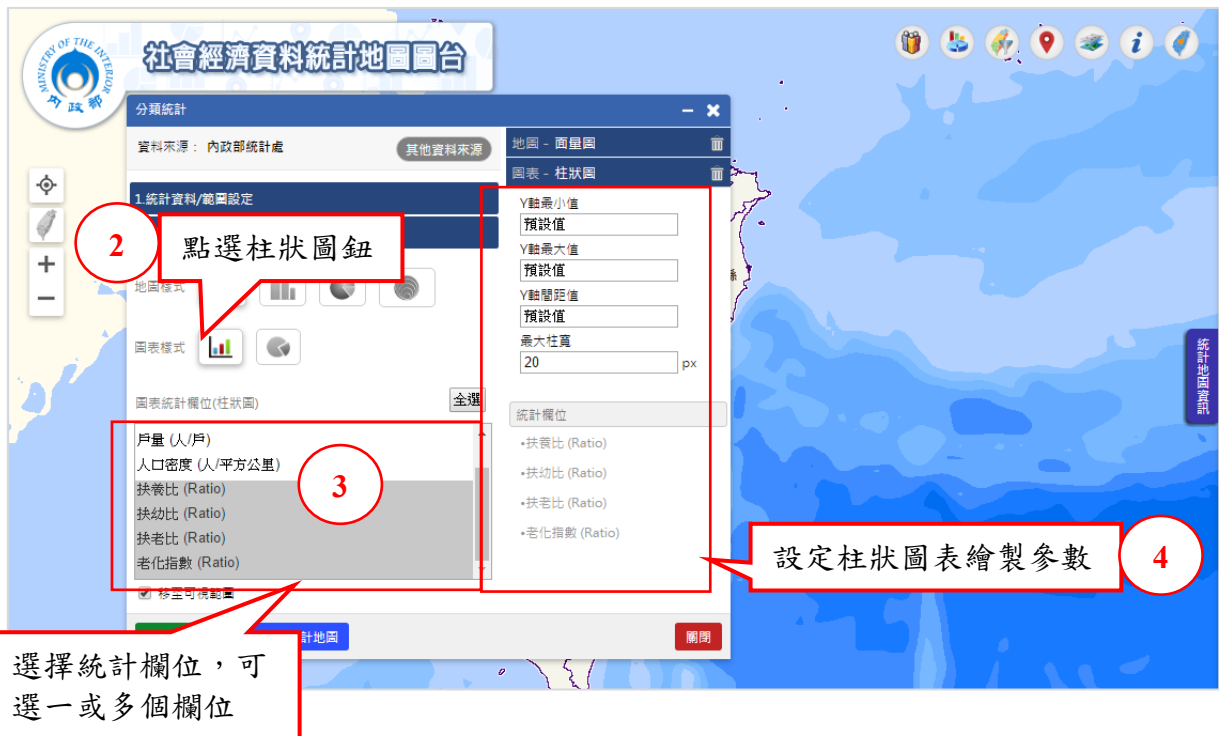 MINISTRY OF THE INTERIOR
內政部
社會經濟資料統計地圖圖台
分類統計
資料來源： 內政部統計處
其他資料來源
1.統計資料/範圍設定
2
點選柱狀圖鈕
地圖樣式
圖表樣式
圖表統計欄位(柱狀圖)
全選
戶量 (人/戶)
人口密度 (人/平方公里)
扶養比 (Ratio)
扶幼比 (Ratio)
扶老比 (Ratio)
老化指數 (Ratio)
3
移至可視範圍
計地圖
選擇統計欄位，可
選一或多個欄位
地圖 - 面量圖
圖表 - 柱狀圖
Y軸最小值
預設值
Y軸最大值
預設值
Y軸間距值
預設值
最大柱寬
20 px
統計欄位
•扶養比 (Ratio)
•扶幼比 (Ratio)
•扶老比 (Ratio)
•老化指數 (Ratio)
關閉
設定柱狀圖表繪製參數
4
縣
統計地圖資訊